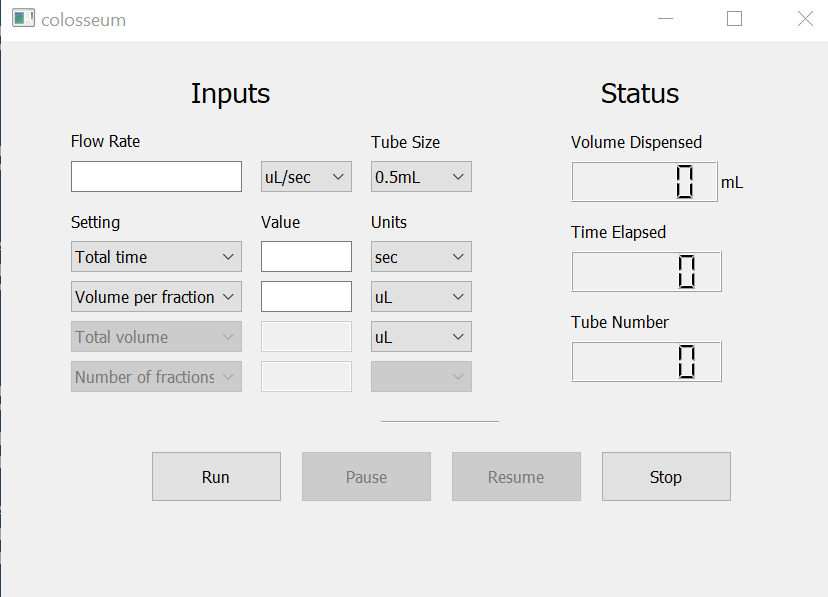 colosseum
Inputs
Status
Flow Rate
Tube Size
Volume Dispensed
uL/sec
0.5mL
0 mL
Setting
Value
Units
Time Elapsed
Total time
sec
0
Volume per fraction
uL
Tube Number
Total volume
uL
0
Number of fractions
Run
Pause
Resume
Stop